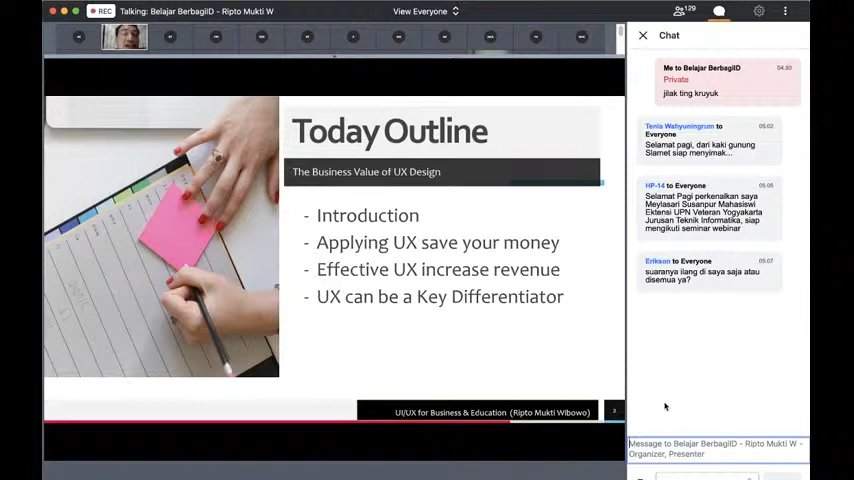 REC
Talking: Belajar BerbagiID - Ripto Mukti W
View Everyone
129
Chat
Me to Belajar BerbagiID
04.50
Private
jilak ting kruyuk
Tenia Wahyuningrum to
05.02
Everyone
Selamat pagi, dari kaki gunung
Slamet siap menyimak...
HP-14 to Everyone
05.05
Selamat Pagi perkenalkan saya
Meylasari Susanpur Mahasiswi
Ektensi UPN Veteran Yogyakarta
Jurusan Teknik Informatika, siap
mengikuti seminar webinar
Erikson to Everyone
05.07
suaranya ilang di saya saja atau
disemua ya?
Message to Belajar BerbagiID - Ripto Mukti W -
Organizer, Presenter
Today Outline
The Business Value of UX Design
- Introduction
- Applying UX save your money
- Effective UX increase revenue
- UX can be a Key Differentiator
UI/UX for Business & Education (Ripto Mukti Wibowo)
2